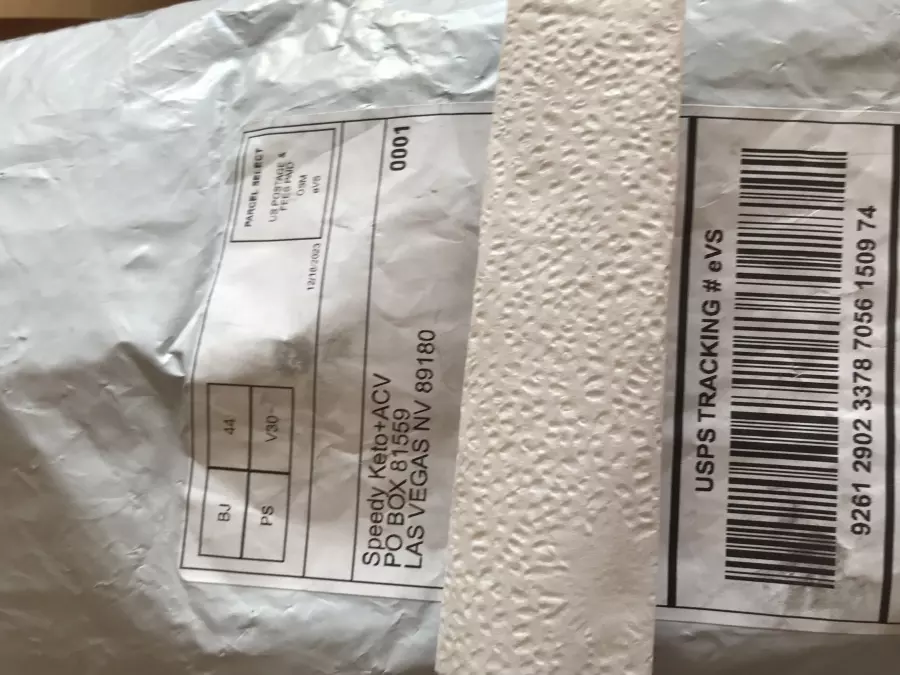 BJ
44
PS
V30
PARCEL SELECT
US POSTAGE &
FEES PAID
OSM
eVS
12/18/2023
Speedy Keto+ACV
PO BOX 81559
LAS VEGAS NV 89180
0001
USPS TRACKING # eVS
9261 2902 3378 7056 1509 74